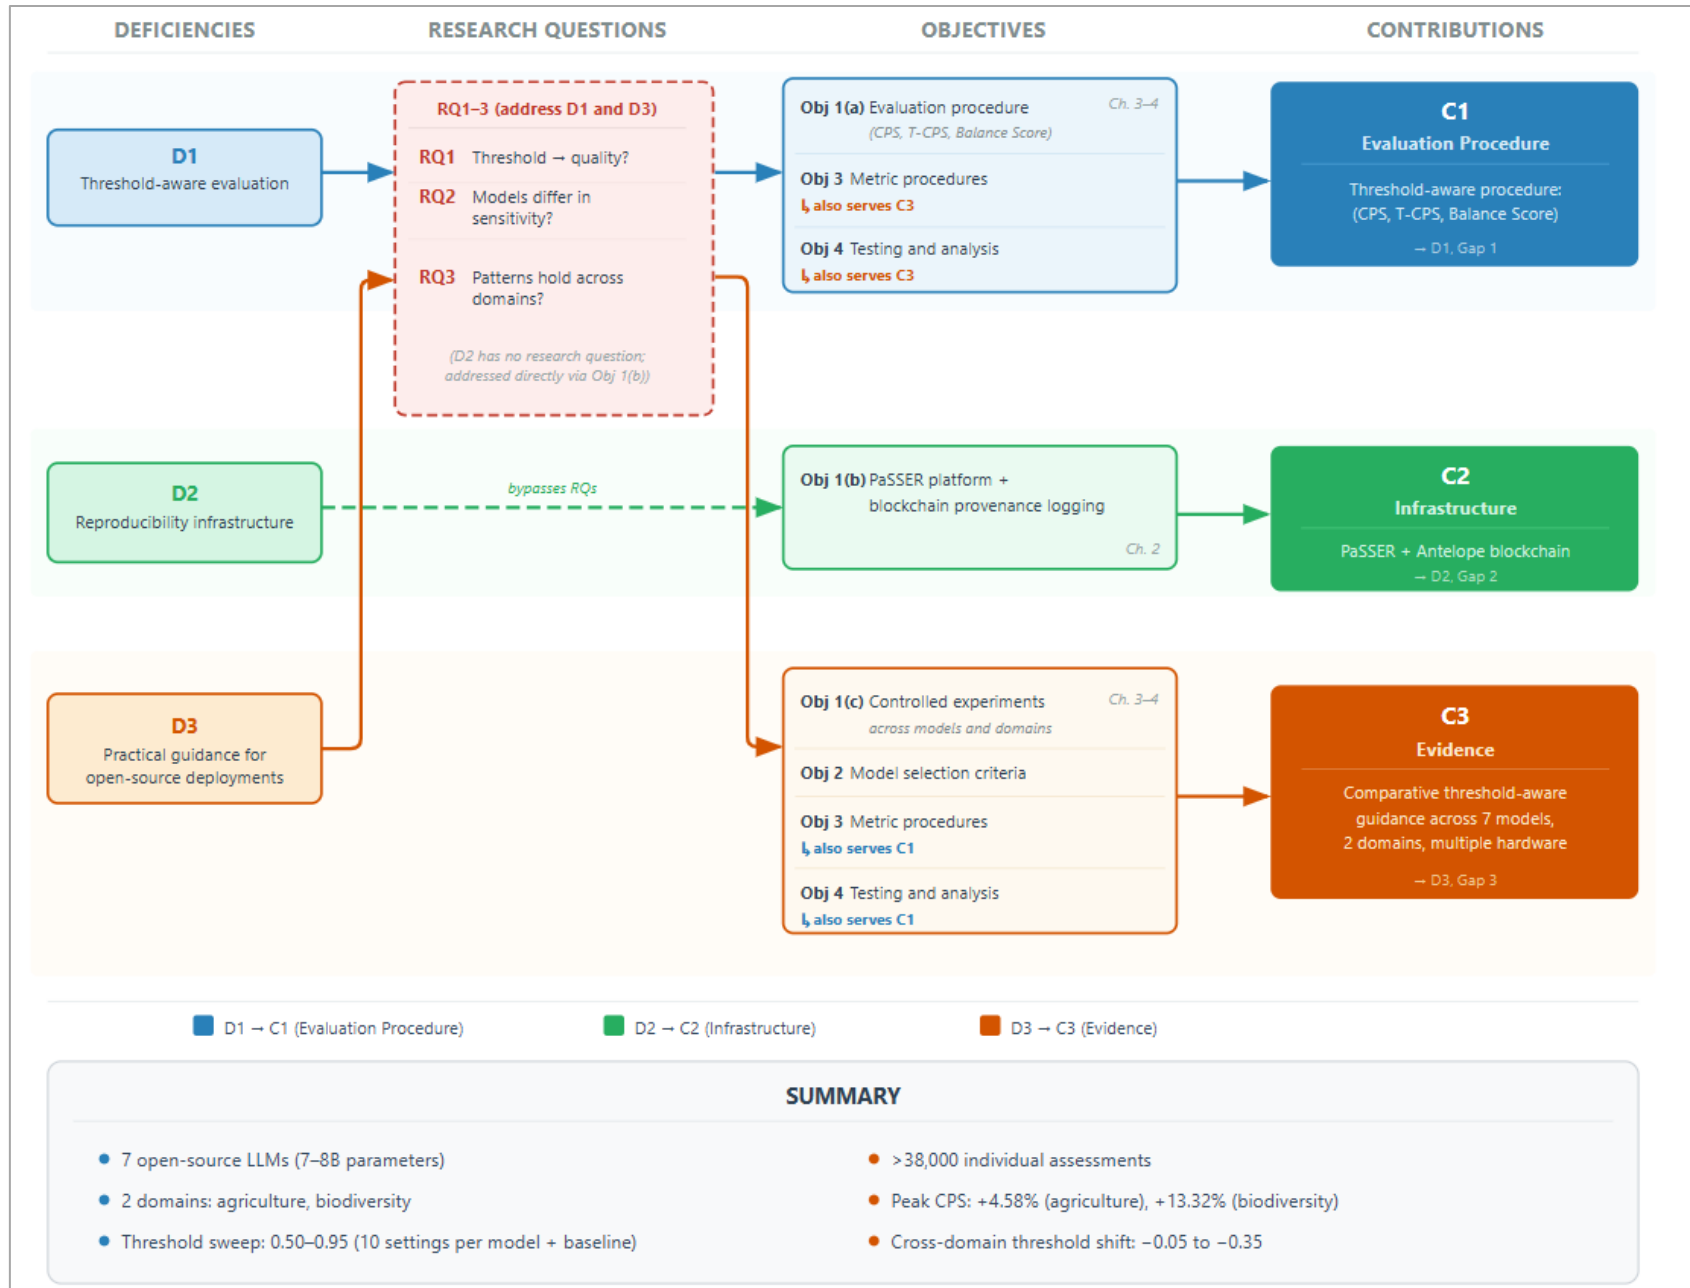 DEFICIENCIES
RESEARCH QUESTIONS
OBJECTIVES
CONTRIBUTIONS
D1
Threshold-aware evaluation
RQ1–3 (address D1 and D3)
RQ1 Threshold → quality?
RQ2 Models differ in
sensitivity?
RQ3 Patterns hold across
domains?
(D2 has no research question;
addressed directly via Obj 1(b))
Obj 1(a) Evaluation procedure
Ch. 3–4
(CPS, T-CPS, Balance Score)
Obj 3 Metric procedures
↳ also serves C3
Obj 4 Testing and analysis
↳ also serves C3
C1
Evaluation Procedure
Threshold-aware procedure:
(CPS, T-CPS, Balance Score)
→ D1, Gap 1
D2
Reproducibility infrastructure
bypasses RQs
Obj 1(b) PaSSER platform +
blockchain provenance logging
Ch. 2
C2
Infrastructure
PaSSER + Antelope blockchain
→ D2, Gap 2
D3
Practical guidance for
open-source deployments
Obj 1(c) Controlled experiments
Ch. 3–4
across models and domains
Obj 2 Model selection criteria
Obj 3 Metric procedures
↳ also serves C1
Obj 4 Testing and analysis
↳ also serves C1
C3
Evidence
Comparative threshold-aware
guidance across 7 models,
2 domains, multiple hardware
→ D3, Gap 3
D1 → C1 (Evaluation Procedure)
D2 → C2 (Infrastructure)
D3 → C3 (Evidence)
SUMMARY
7 open-source LLMs (7–8B parameters)
2 domains: agriculture, biodiversity
Threshold sweep: 0.50–0.95 (10 settings per model + baseline)
>38,000 individual assessments
Peak CPS: +4.58% (agriculture), +13.32% (biodiversity)
Cross-domain threshold shift: −0.05 to −0.35